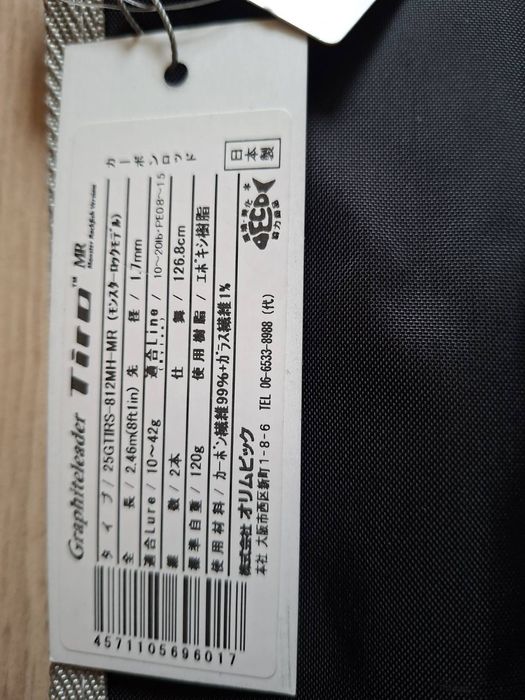 Graphiteleader Tiro™ MR
Monster Rockfish Version
カーボンロッド
タイプ / 25GTIRS-812MH-MR (モンスターロックモデル)
全長 / 2.46m(8ft1in) 先径 / 1.7mm
適合Lure / 10~42g 適合Line / 10~20lb・PE0.8~1.5
継数 / 2本 仕舞 / 126.8cm
標準自重 / 120g 使用樹脂 / エポキシ樹脂
使用材料 / カーボン繊維99%+ガラス繊維1%
株式会社 オリムピック
本社 大阪市西区新町1-8-6 TEL 06-6533-8988 (代)
日本製
ECO
4571105696017